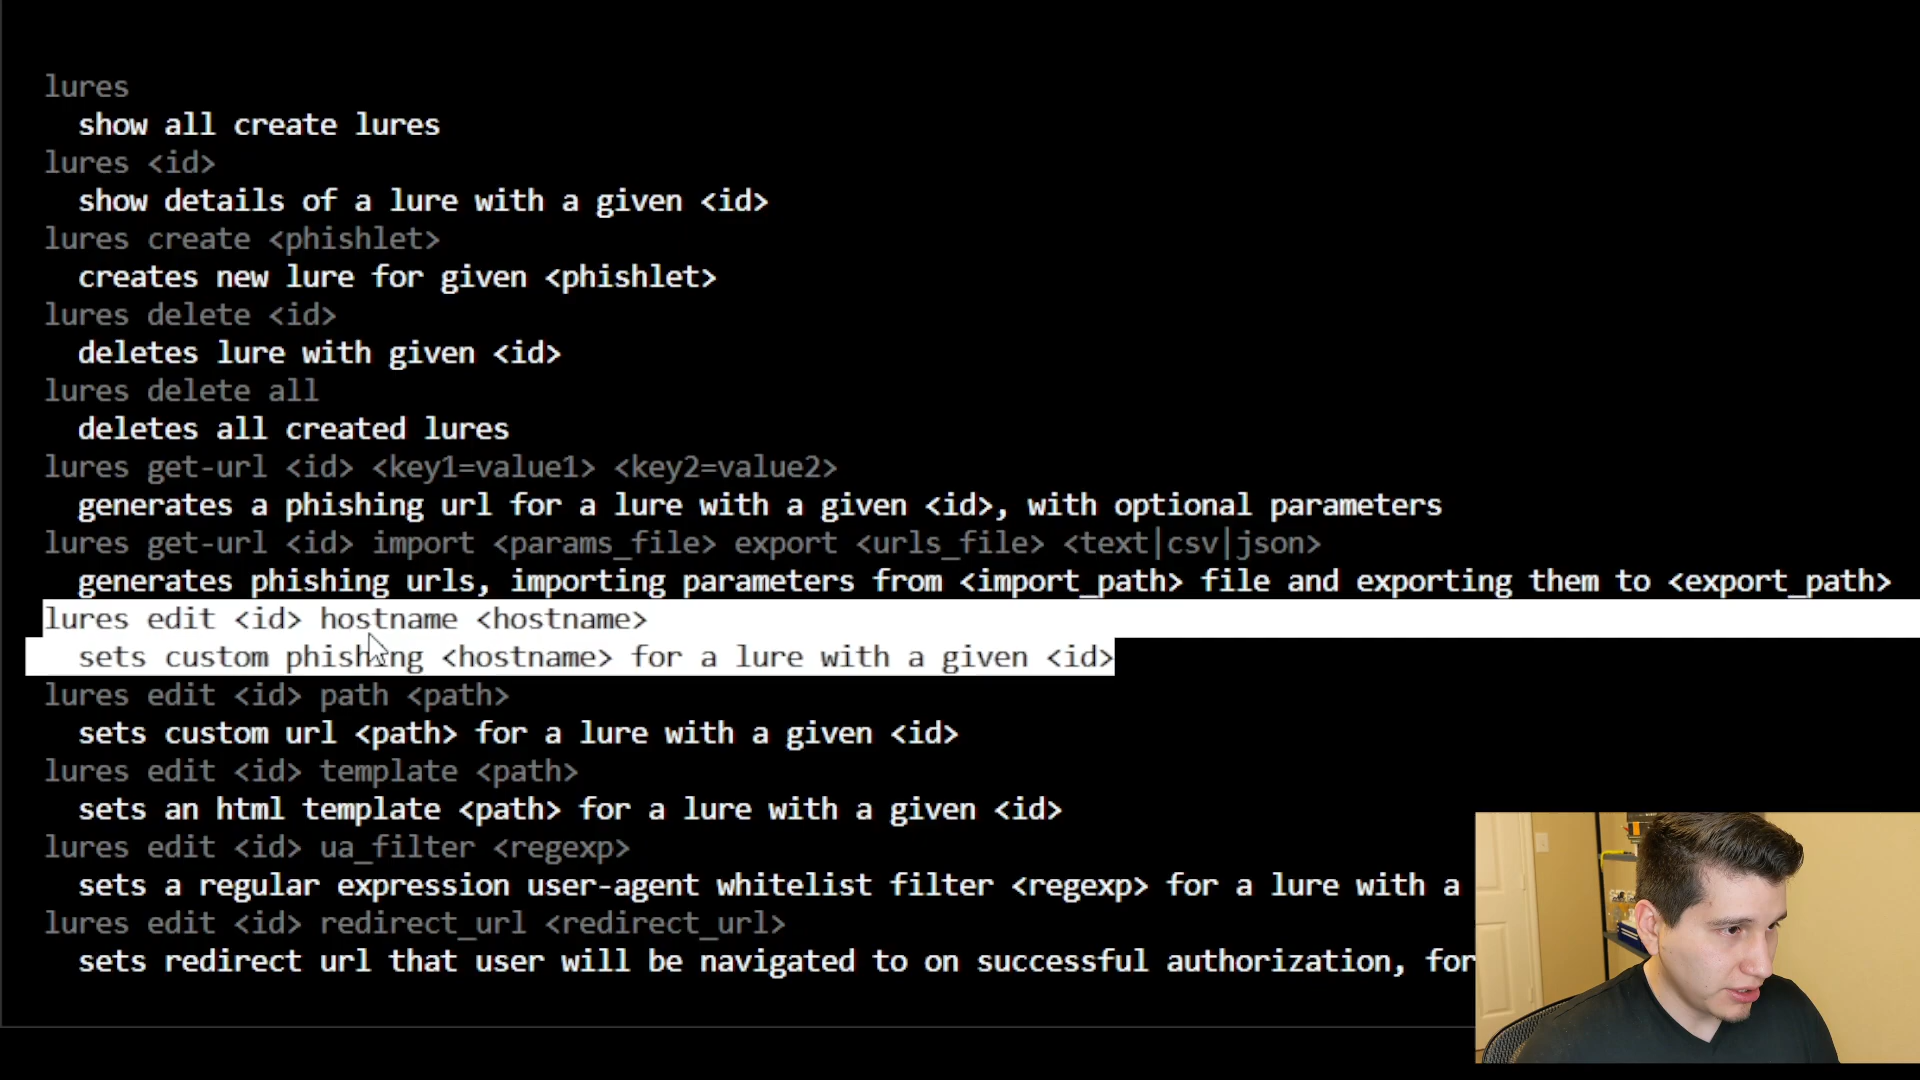 lures
show all create lures
lures <id>
show details of a lure with a given <id>
lures create <phishlet>
creates new lure for given <phishlet>
lures delete <id>
deletes lure with given <id>
lures delete all
deletes all created lures
lures get-url <id> <key1=value1> <key2=value2>
generates a phishing url for a lure with a given <id>, with optional parameters
lures get-url <id> import <params_file> export <urls_file> <text|csv|json>
generates phishing urls, importing parameters from <import_path> file and exporting them to <export_path>
lures edit <id> hostname <hostname>
sets custom phishing <hostname> for a lure with a given <id>
lures edit <id> path <path>
sets custom url <path> for a lure with a given <id>
lures edit <id> template <path>
sets an html template <path> for a lure with a given <id>
lures edit <id> ua_filter <regexp>
sets a regular expression user-agent whitelist filter <regexp> for a lure with a
lures edit <id> redirect_url <redirect_url>
sets redirect url that user will be navigated to on successful authorization, for